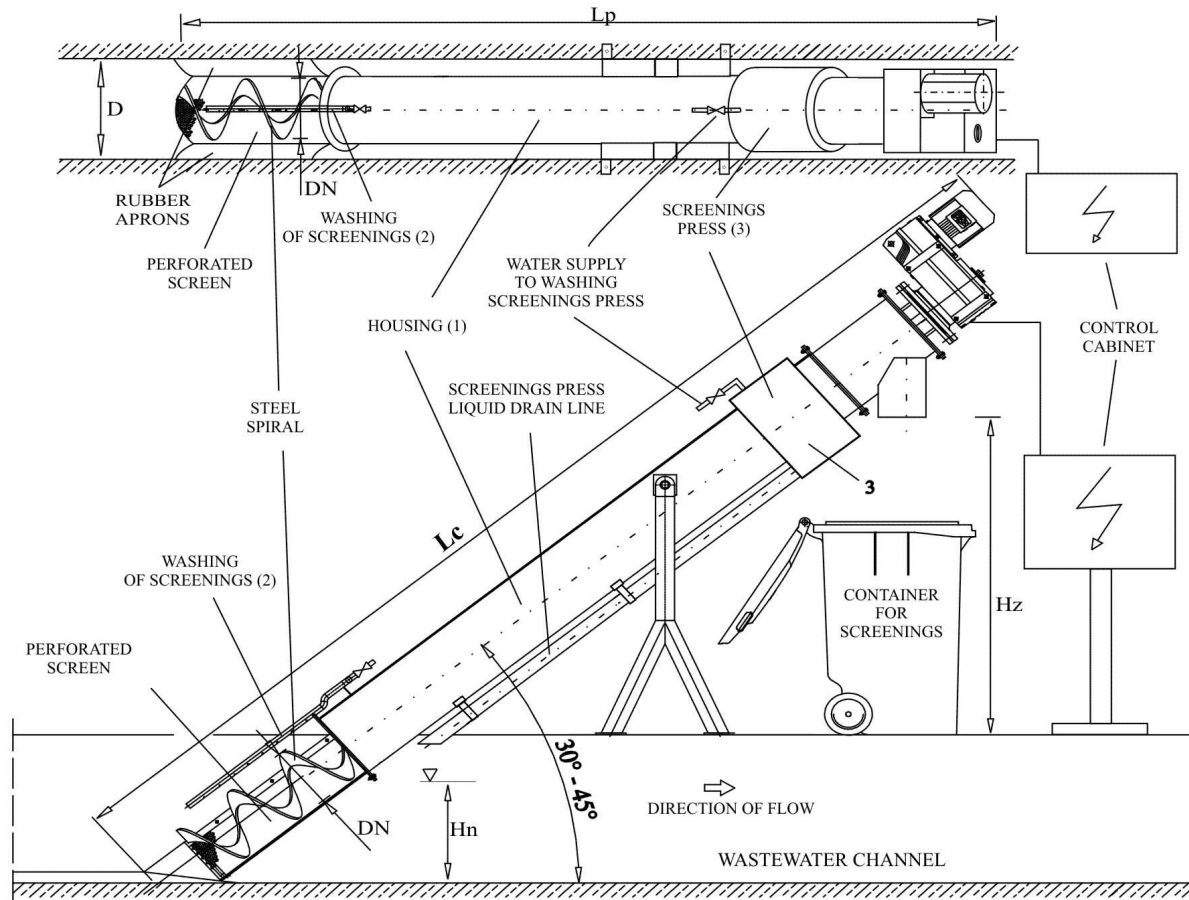 Lp
D
DN
RUBBER
APRONS
WASHING
OF SCREENINGS (2)
SCREENINGS
PRESS (3)
PERFORATED
SCREEN
WATER SUPPLY
TO WASHING
SCREENINGS PRESS
HOUSING (1)
CONTROL
CABINET
SCREENINGS PRESS
LIQUID DRAIN LINE
STEEL
SPIRAL
3
Lc
WASHING
OF SCREENINGS (2)
CONTAINER
FOR
SCREENINGS
Hz
PERFORATED
SCREEN
30° - 45°
DIRECTION OF FLOW
DN
Hn
WASTEWATER CHANNEL